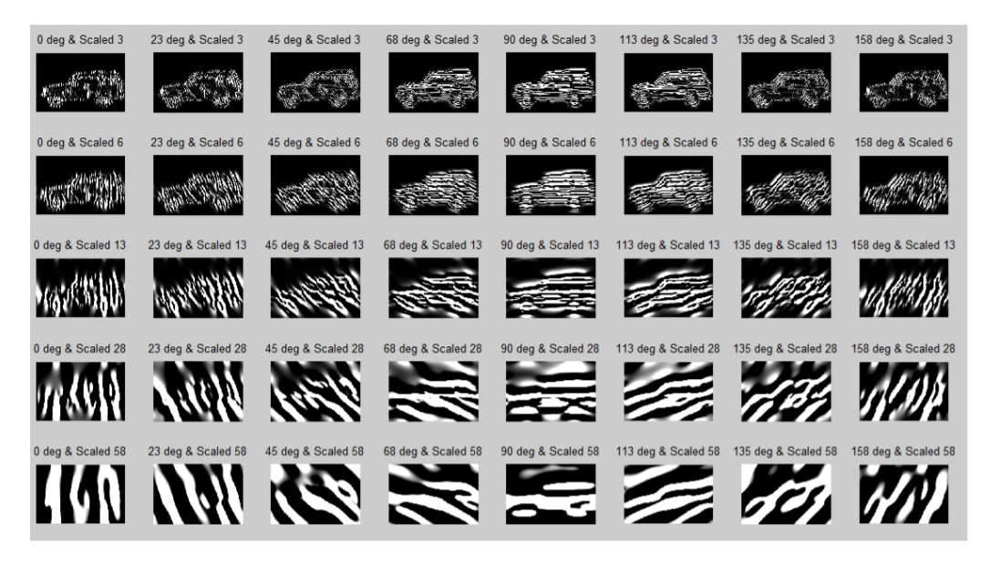 0 deg & Scaled 3 23 deg & Scaled 3 45 deg & Scaled 3 68 deg & Scaled 3 90 deg & Scaled 3 113 deg & Scaled 3 135 deg & Scaled 3 158 deg & Scaled 3
0 deg & Scaled 6 23 deg & Scaled 6 45 deg & Scaled 6 68 deg & Scaled 6 90 deg & Scaled 6 113 deg & Scaled 6 135 deg & Scaled 6 158 deg & Scaled 6
0 deg & Scaled 13 23 deg & Scaled 13 45 deg & Scaled 13 68 deg & Scaled 13 90 deg & Scaled 13 113 deg & Scaled 13 135 deg & Scaled 13 158 deg & Scaled 13
0 deg & Scaled 28 23 deg & Scaled 28 45 deg & Scaled 28 68 deg & Scaled 28 90 deg & Scaled 28 113 deg & Scaled 28 135 deg & Scaled 28 158 deg & Scaled 28
0 deg & Scaled 58 23 deg & Scaled 58 45 deg & Scaled 58 68 deg & Scaled 58 90 deg & Scaled 58 113 deg & Scaled 58 135 deg & Scaled 58 158 deg & Scaled 58